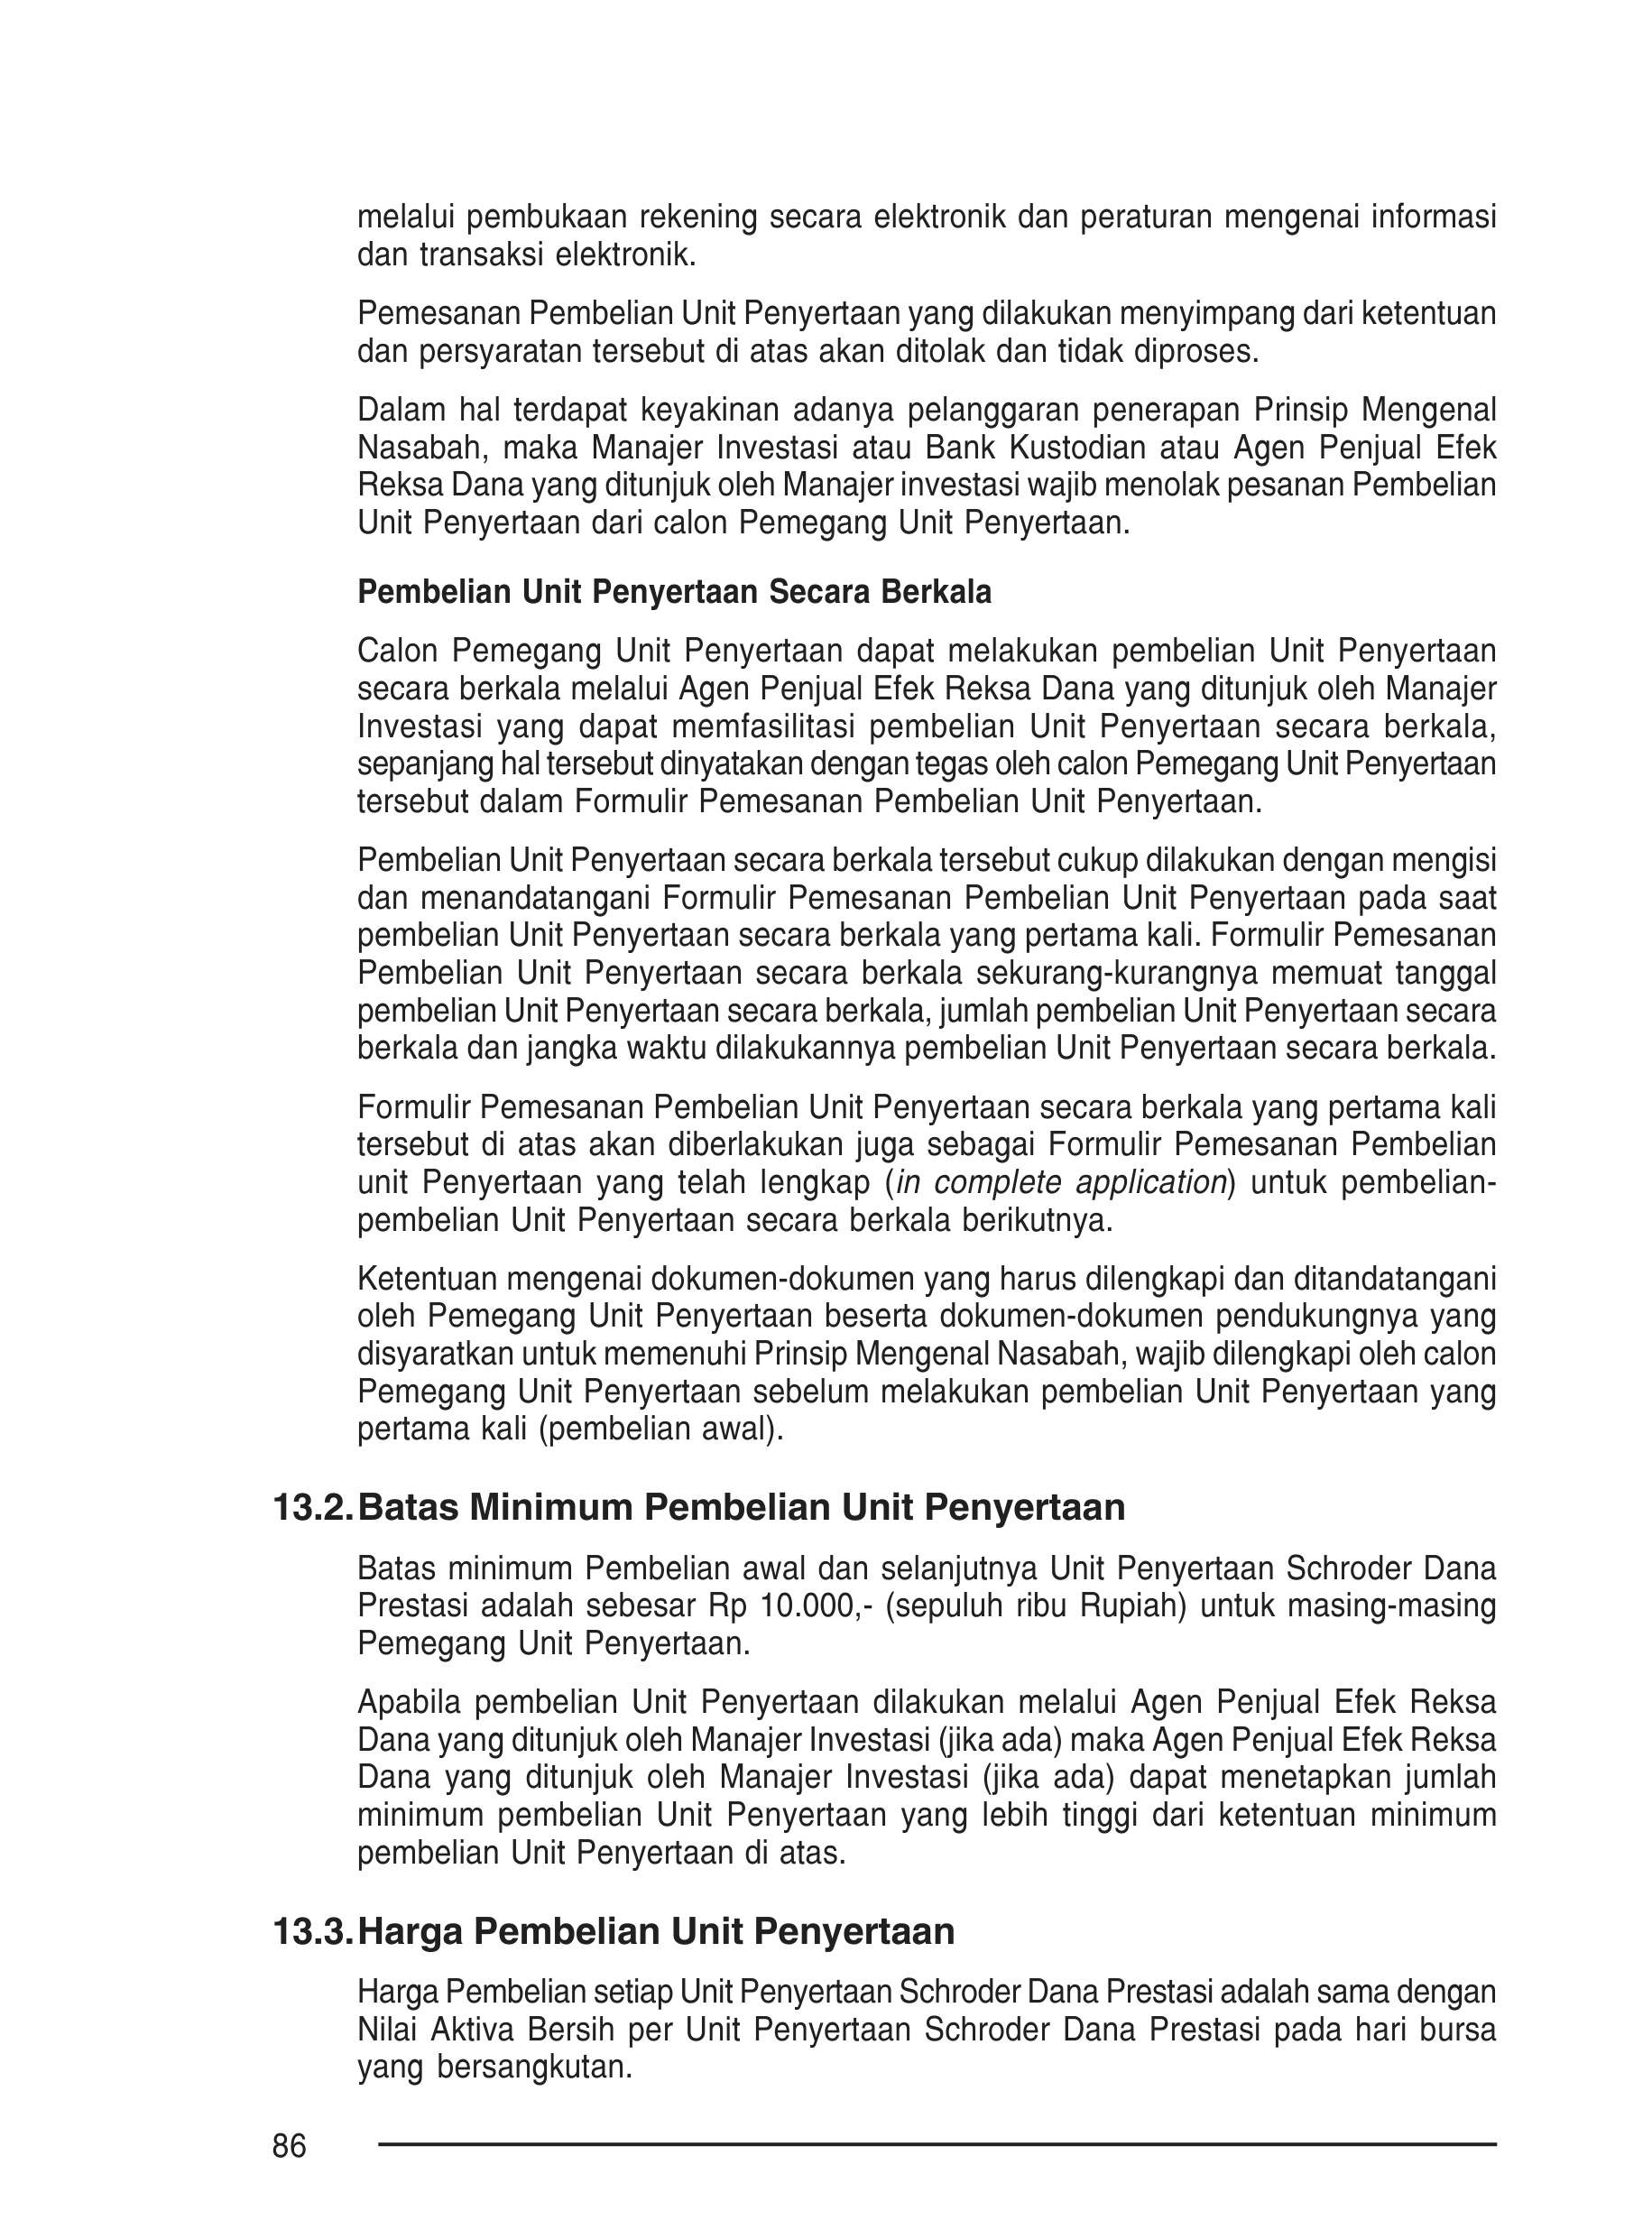 melalui pembukaan rekening secara elektronik dan peraturan mengenai informasi
dan transaksi elektronik.
Pemesanan Pembelian Unit Penyertaan yang dilakukan menyimpang dari ketentuan
dan persyaratan tersebut di atas akan ditolak dan tidak diproses.
Dalam hal terdapat keyakinan adanya pelanggaran penerapan Prinsip Mengenal
Nasabah, maka Manajer Investasi atau Bank Kustodian atau Agen Penjual Efek
Reksa Dana yang ditunjuk oleh Manajer investasi wajib menolak pesanan Pembelian
Unit Penyertaan dari calon Pemegang Unit Penyertaan.
Pembelian Unit Penyertaan Secara Berkala
Calon Pemegang Unit Penyertaan dapat melakukan pembelian Unit Penyertaan
secara berkala melalui Agen Penjual Efek Reksa Dana yang ditunjuk oleh Manajer
Investasi yang dapat memfasilitasi pembelian Unit Penyertaan secara berkala,
sepanjang hal tersebut dinyatakan dengan tegas oleh calon Pemegang Unit Penyertaan
tersebut dalam Formulir Pemesanan Pembelian Unit Penyertaan.
Pembelian Unit Penyertaan secara berkala tersebut cukup dilakukan dengan mengisi
dan menandatangani Formulir Pemesanan Pembelian Unit Penyertaan pada saat
pembelian Unit Penyertaan secara berkala yang pertama kali. Formulir Pemesanan
Pembelian Unit Penyertaan secara berkala sekurang-kurangnya memuat tanggal
pembelian Unit Penyertaan secara berkala, jumlah pembelian Unit Penyertaan secara
berkala dan jangka waktu dilakukannya pembelian Unit Penyertaan secara berkala.
Formulir Pemesanan Pembelian Unit Penyertaan secara berkala yang pertama kali
tersebut di atas akan diberlakukan juga sebagai Formulir Pemesanan Pembelian
unit Penyertaan yang telah lengkap (in complete application) untuk pembelian-
pembelian Unit Penyertaan secara berkala berikutnya.
Ketentuan mengenai dokumen-dokumen yang harus dilengkapi dan ditandatangani
oleh Pemegang Unit Penyertaan beserta dokumen-dokumen pendukungnya yang
disyaratkan untuk memenuhi Prinsip Mengenal Nasabah, wajib dilengkapi oleh calon
Pemegang Unit Penyertaan sebelum melakukan pembelian Unit Penyertaan yang
pertama kali (pembelian awal).
13.2. Batas Minimum Pembelian Unit Penyertaan
Batas minimum Pembelian awal dan selanjutnya Unit Penyertaan Schroder Dana
Prestasi adalah sebesar Rp 10.000,- (sepuluh ribu Rupiah) untuk masing-masing
Pemegang Unit Penyertaan.
Apabila pembelian Unit Penyertaan dilakukan melalui Agen Penjual Efek Reksa
Dana yang ditunjuk oleh Manajer Investasi (jika ada) maka Agen Penjual Efek Reksa
Dana yang ditunjuk oleh Manajer Investasi (jika ada) dapat menetapkan jumlah
minimum pembelian Unit Penyertaan yang lebih tinggi dari ketentuan minimum
pembelian Unit Penyertaan di atas.
13.3. Harga Pembelian Unit Penyertaan
Harga Pembelian setiap Unit Penyertaan Schroder Dana Prestasi adalah sama dengan
Nilai Aktiva Bersih per Unit Penyertaan Schroder Dana Prestasi pada hari bursa
yang bersangkutan.
86